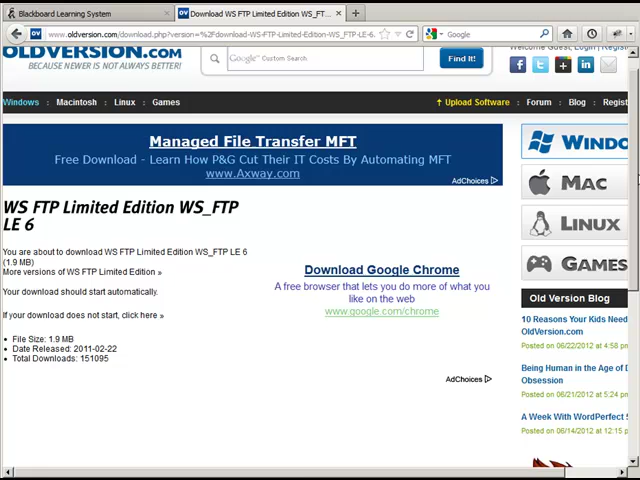 Blackboard Learning System
Download WS FTP Limited Edition WS_FT...
www.oldversion.com/download.php?version=%2Fdownload-WS-FTP-Limited-Edition-WS_FTP-LE-6.
Google
OLDVERSION.COM
BECAUSE NEWER IS NOT ALWAYS BETTER!
Google™ Custom Search
Find It!
Welcome Guest, Login | Registe
Windows : Macintosh : Linux : Games
Upload Software : Forum : Blog : Regist
Managed File Transfer MFT
Free Download - Learn How P&G Cut Their IT Costs By Automating MFT
www.Axway.com
AdChoices
WINDO
MAC
LINUX
GAMES
WS FTP Limited Edition WS_FTP
LE 6
You are about to download WS FTP Limited Edition WS_FTP LE 6
(1.9 MB)
More versions of WS FTP Limited Edition »
Your download should start automatically.
If your download does not start, click here »
• File Size: 1.9 MB
• Date Released: 2011-02-22
• Total Downloads: 151095
Download Google Chrome
A free browser that lets you do more of what you
like on the web
www.google.com/chrome
AdChoices
Old Version Blog
10 Reasons Your Kids Need
OldVersion.com
Posted on 06/22/2012 at 4:58 p
Being Human in the Age of D
Obsession
Posted on 06/21/2012 at 5:24 p
A Week With WordPerfect 5
Posted on 06/14/2012 at 12:15 p